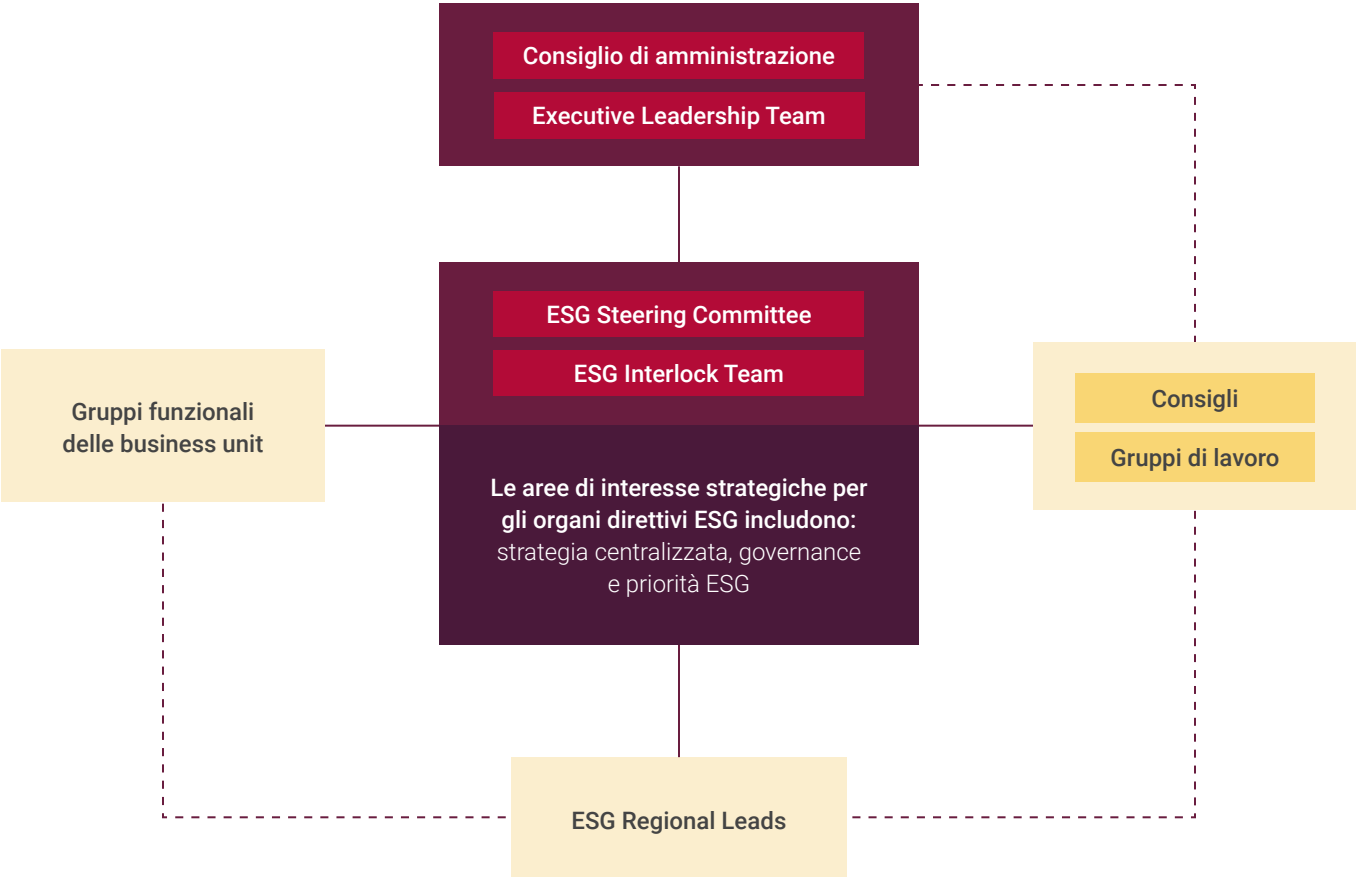 Consiglio di amministrazione
Executive Leadership Team
ESG Steering Committee
ESG Interlock Team
Gruppi funzionali
delle business unit
Le aree di interesse strategiche per
gli organi direttivi ESG includono:
strategia centralizzata, governance
e priorità ESG
Consigli
Gruppi di lavoro
ESG Regional Leads